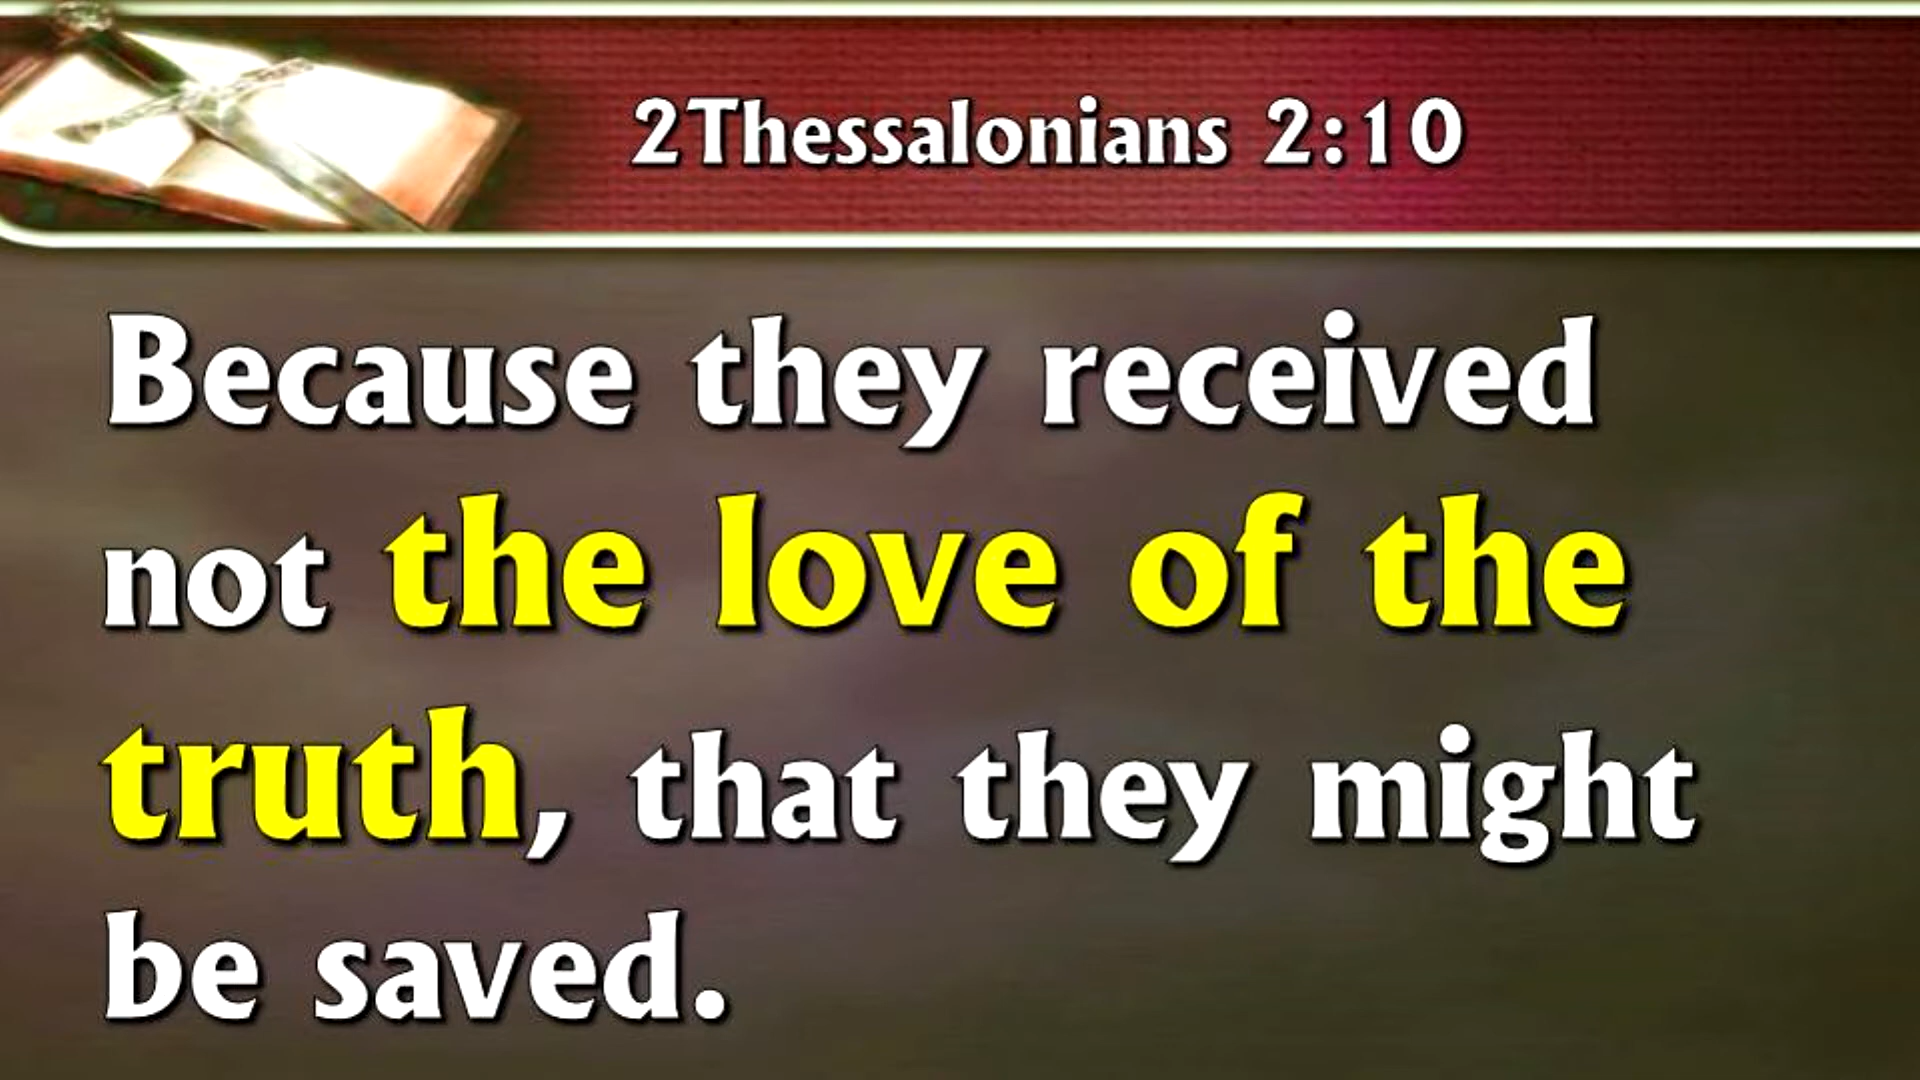 2Thessalonians 2:10
Because they received
not the love of the
truth, that they might
be saved.